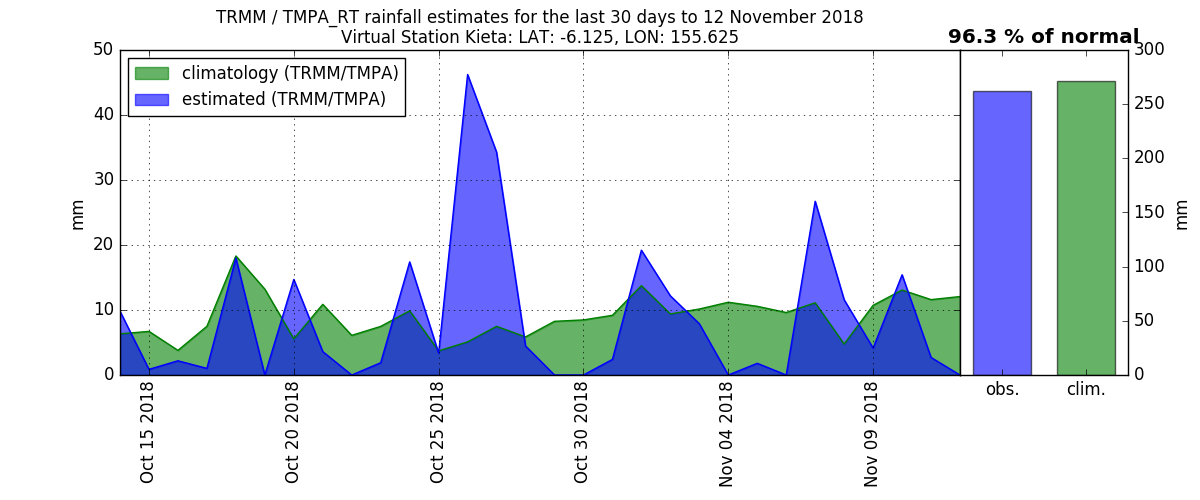 TRMM / TMPA_RT rainfall estimates for the last 30 days to 12 November 2018
Virtual Station Kieta: LAT: -6.125, LON: 155.625
96.3 % of normal
climatology (TRMM/TMPA)
estimated (TRMM/TMPA)
50
40
30
20
10
0
mm
Oct 15 2018
Oct 20 2018
Oct 25 2018
Oct 30 2018
Nov 04 2018
Nov 09 2018
obs.
clim.
300
250
200
150
100
50
0
mm